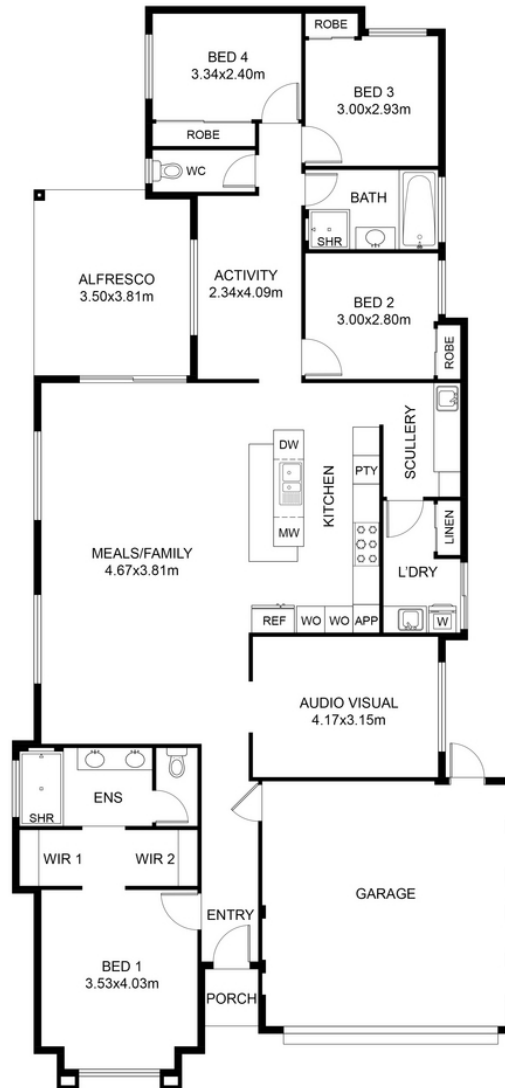 ROBE
BED 4
3.34x2.40m
BED 3
3.00x2.93m
ROBE
WC
BATH
SHR
ALFRESCO
3.50x3.81m
ACTIVITY
2.34x4.09m
BED 2
3.00x2.80m
ROBE
SCULLERY
DW
PTY
KITCHEN
MW
LINEN
MEALS/FAMILY
4.67x3.81m
L'DRY
REF
WO
WO
APP
W
AUDIO VISUAL
4.17x3.15m
ENS
SHR
WIR 1
WIR 2
GARAGE
ENTRY
BED 1
3.53x4.03m
PORCH